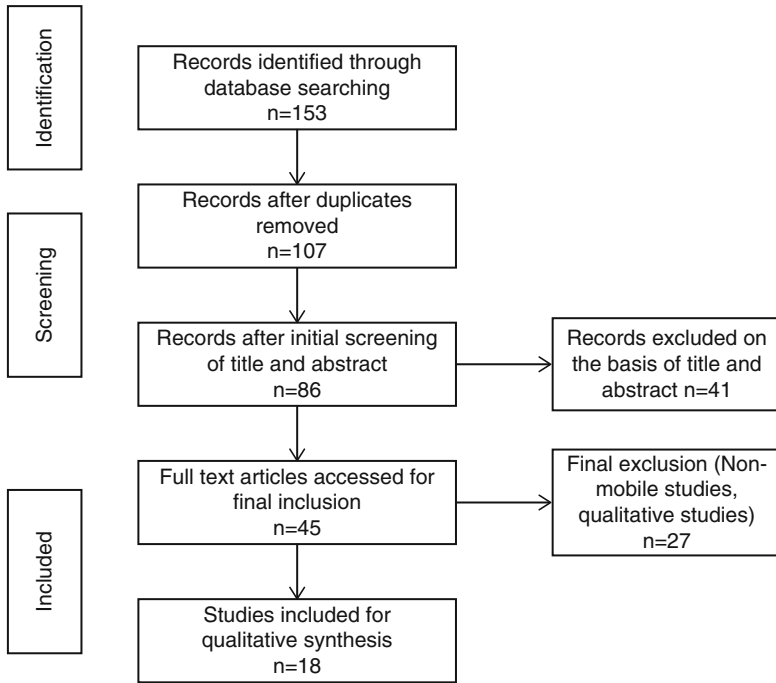 Identification
Records identified through
database searching
n=153
Records after duplicates
removed
n=107
Screening
Records after initial screening
of title and abstract
n=86
Records excluded on
the basis of title and
abstract n=41
Full text articles accessed for
final inclusion
n=45
Final exclusion (Non-
mobile studies,
qualitative studies)
n=27
Included
Studies included for
qualitative synthesis
n=18